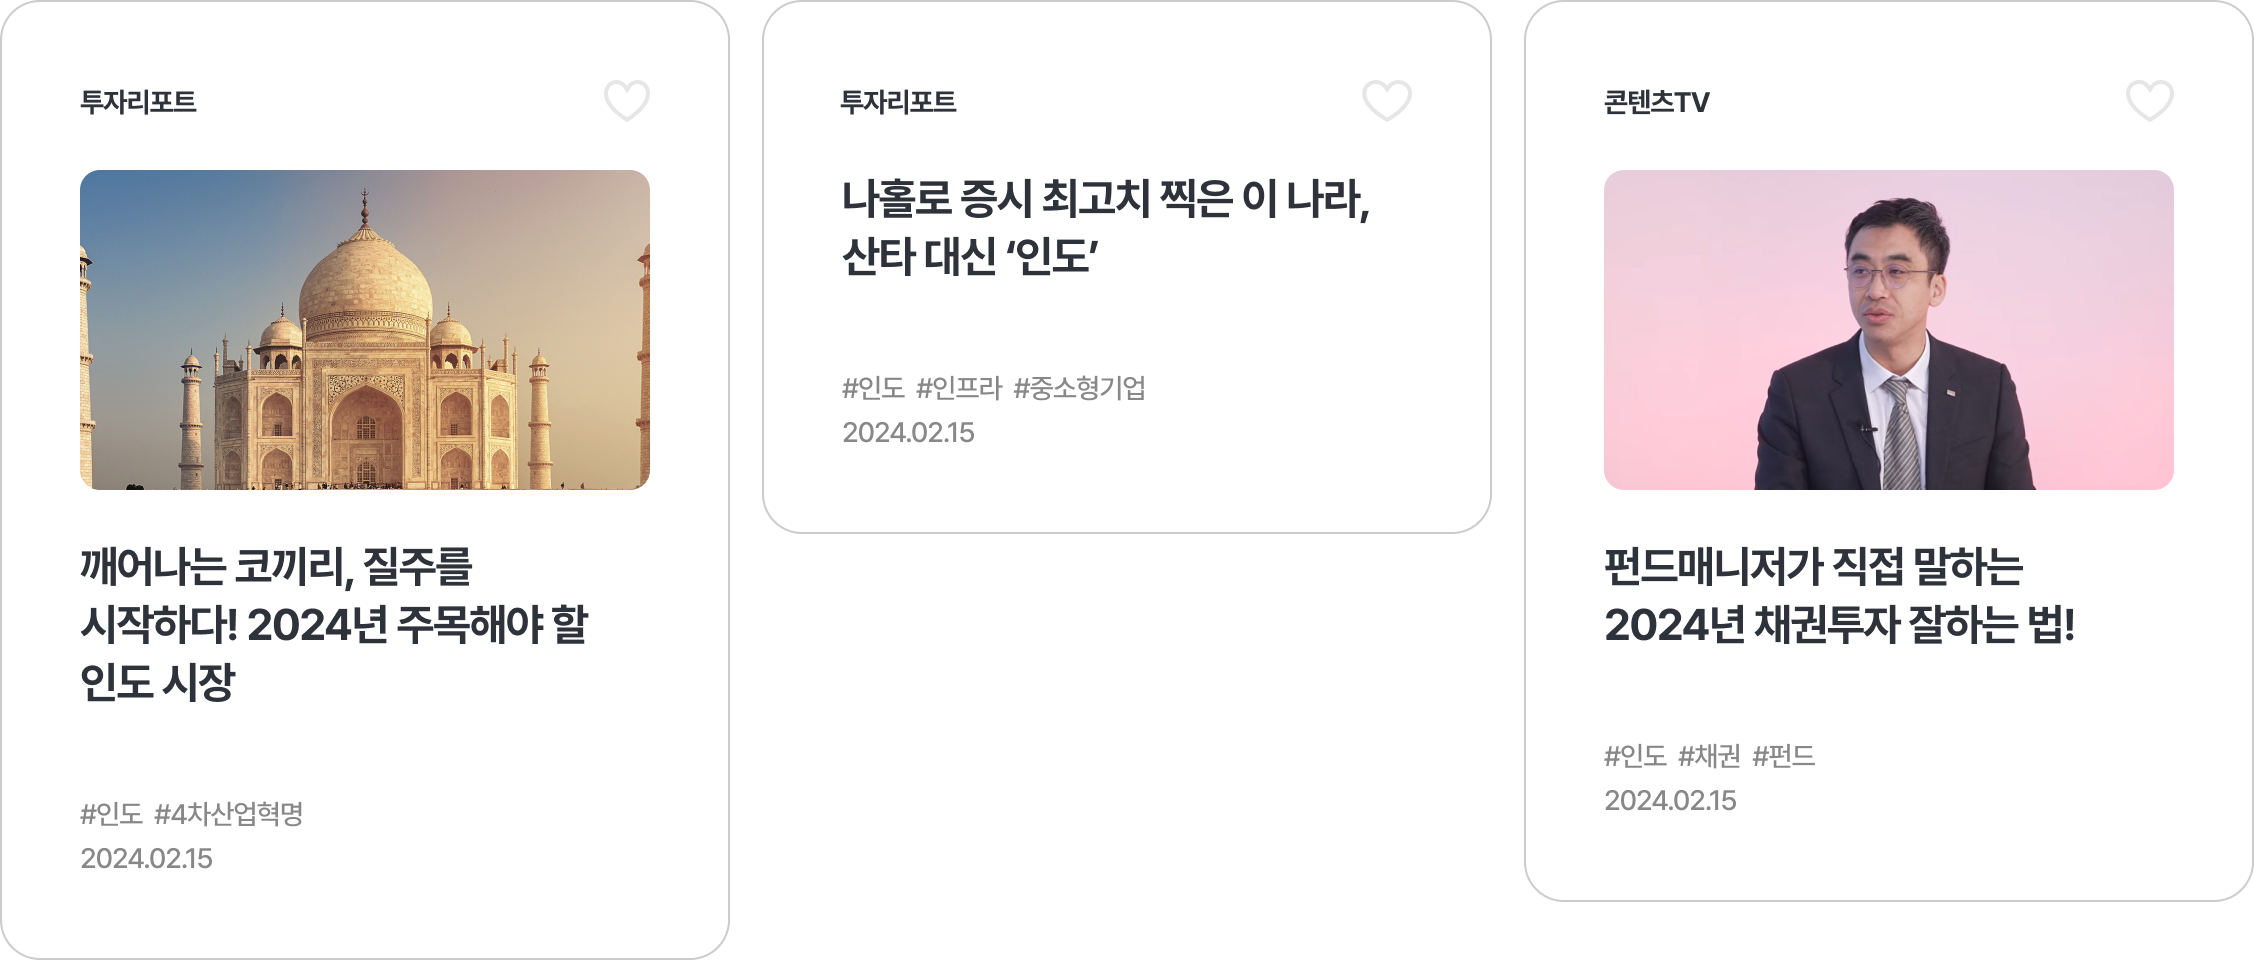 투자리포트
깨어나는 코끼리, 질주를
시작하다! 2024년 주목해야 할
인도 시장
#인도 #4차산업혁명
2024.02.15
투자리포트
나홀로 증시 최고치 찍은 이 나라,
산타 대신 ‘인도’
#인도 #인프라 #중소형기업
2024.02.15
콘텐츠TV
펀드매니저가 직접 말하는
2024년 채권투자 잘하는 법!
#인도 #채권 #펀드
2024.02.15